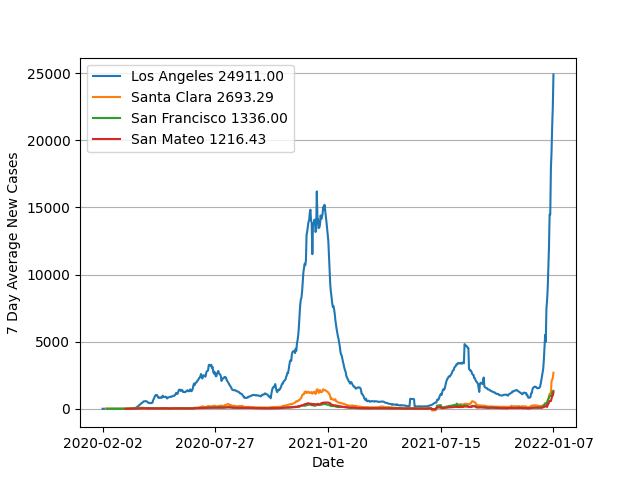 Los Angeles 24911.00
Santa Clara 2693.29
San Francisco 1336.00
San Mateo 1216.43
7 Day Average New Cases
25000
20000
15000
10000
5000
0
2020-02-02 2020-07-27 2021-01-20 2021-07-15 2022-01-07
Date